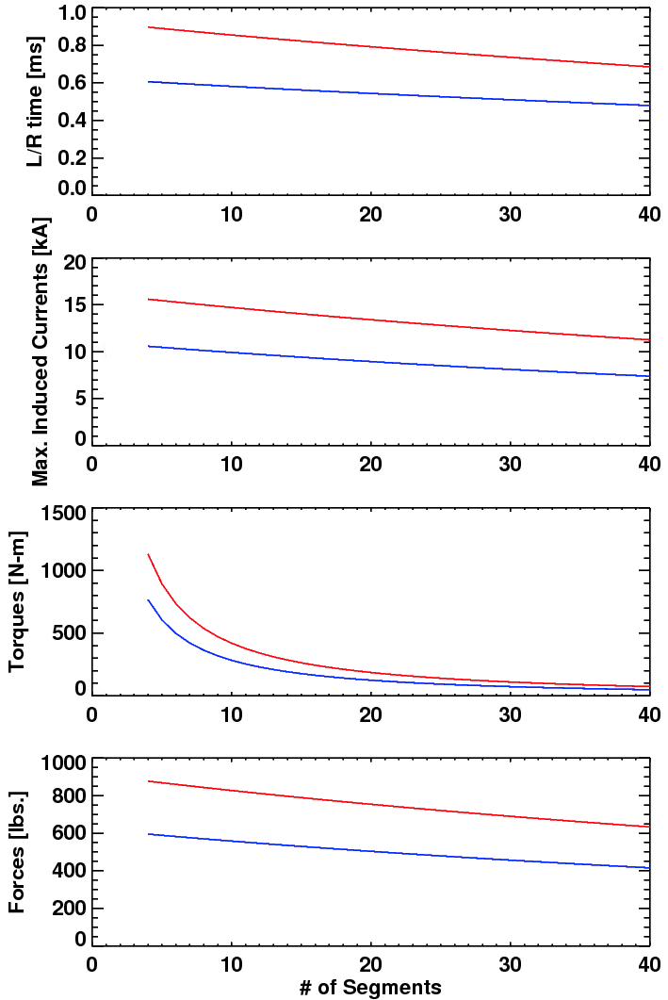 L/R time [ms]
1.0
0.8
0.6
0.4
0.2
0.0
0 10 20 30 40
Max. Induced Currents [kA]
20
15
10
5
0
0 10 20 30 40
Torques [N-m]
1500
1000
500
0
0 10 20 30 40
Forces [lbs.]
1000
800
600
400
200
0
0 10 20 30 40
# of Segments